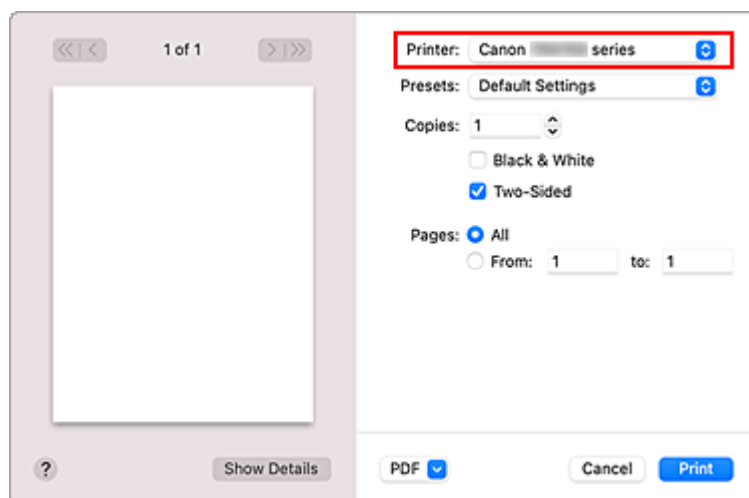 1 of 1
Printer: Canon series
Presets: Default Settings
Copies: 1
Black & White
Two-Sided
Pages: All
From: 1 to: 1
? Show Details PDF Cancel Print